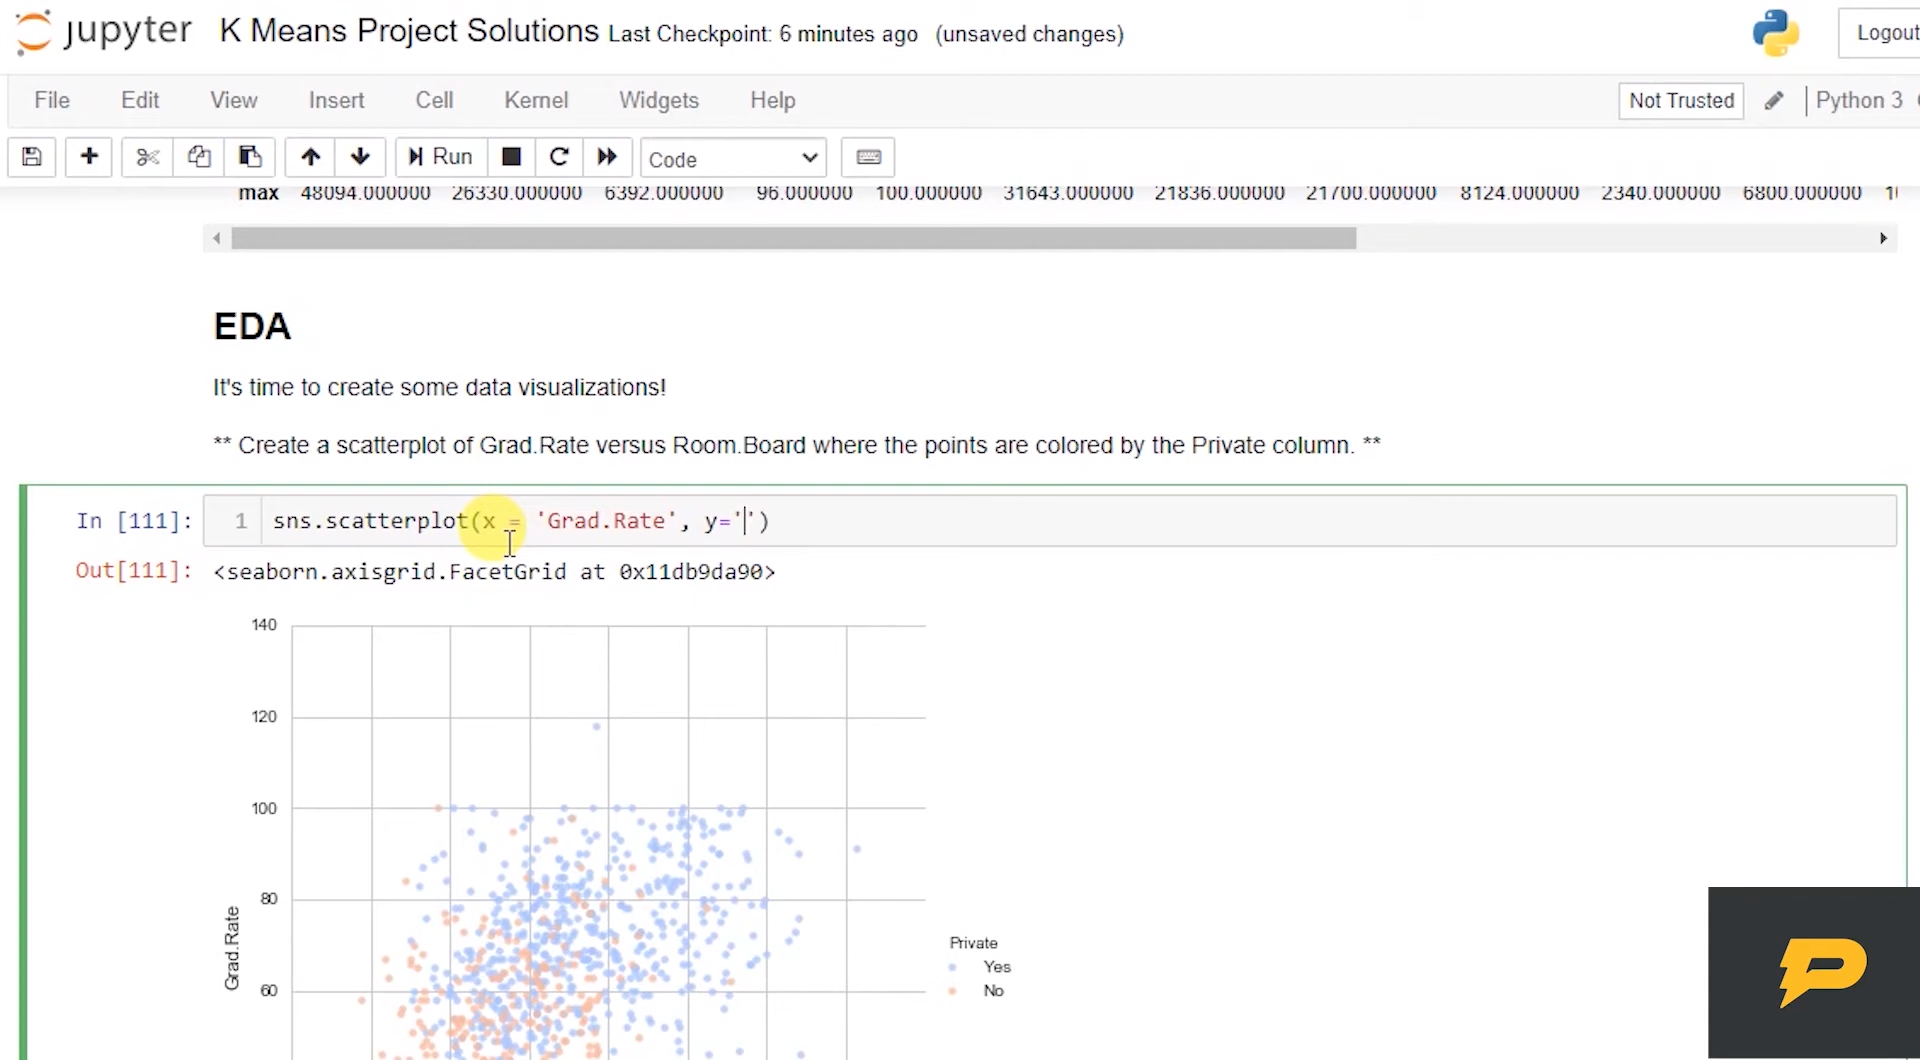 jupyter K Means Project Solutions Last Checkpoint: 6 minutes ago (unsaved changes) Logout
File Edit View Insert Cell Kernel Widgets Help Not Trusted Python 3
Run Code
max 48094.000000 26330.000000 6392.000000 96.000000 100.000000 31643.000000 21836.000000 21700.000000 8124.000000 2340.000000 6800.000000
EDA
It's time to create some data visualizations!
** Create a scatterplot of Grad.Rate versus Room.Board where the points are colored by the Private column. **
In [111]: 1 sns.scatterplot(x = 'Grad.Rate', y='')
Out[111]: <seaborn.axisgrid.FacetGrid at 0x11db9da90>
140
120
100
80
60
Grad.Rate
Private
Yes
No